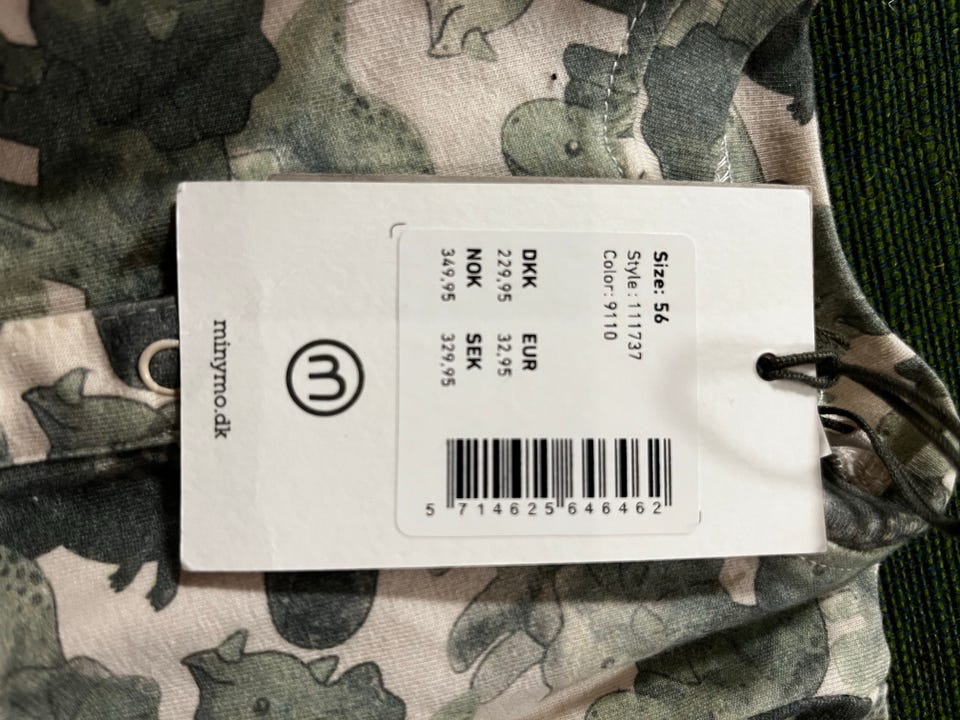 Size: 56
Style: 111737
Color: 9110
DKK EUR
229,95 32,95
NOK SEK
349,95 329,95
5 714625 646462
m
minymo.dk